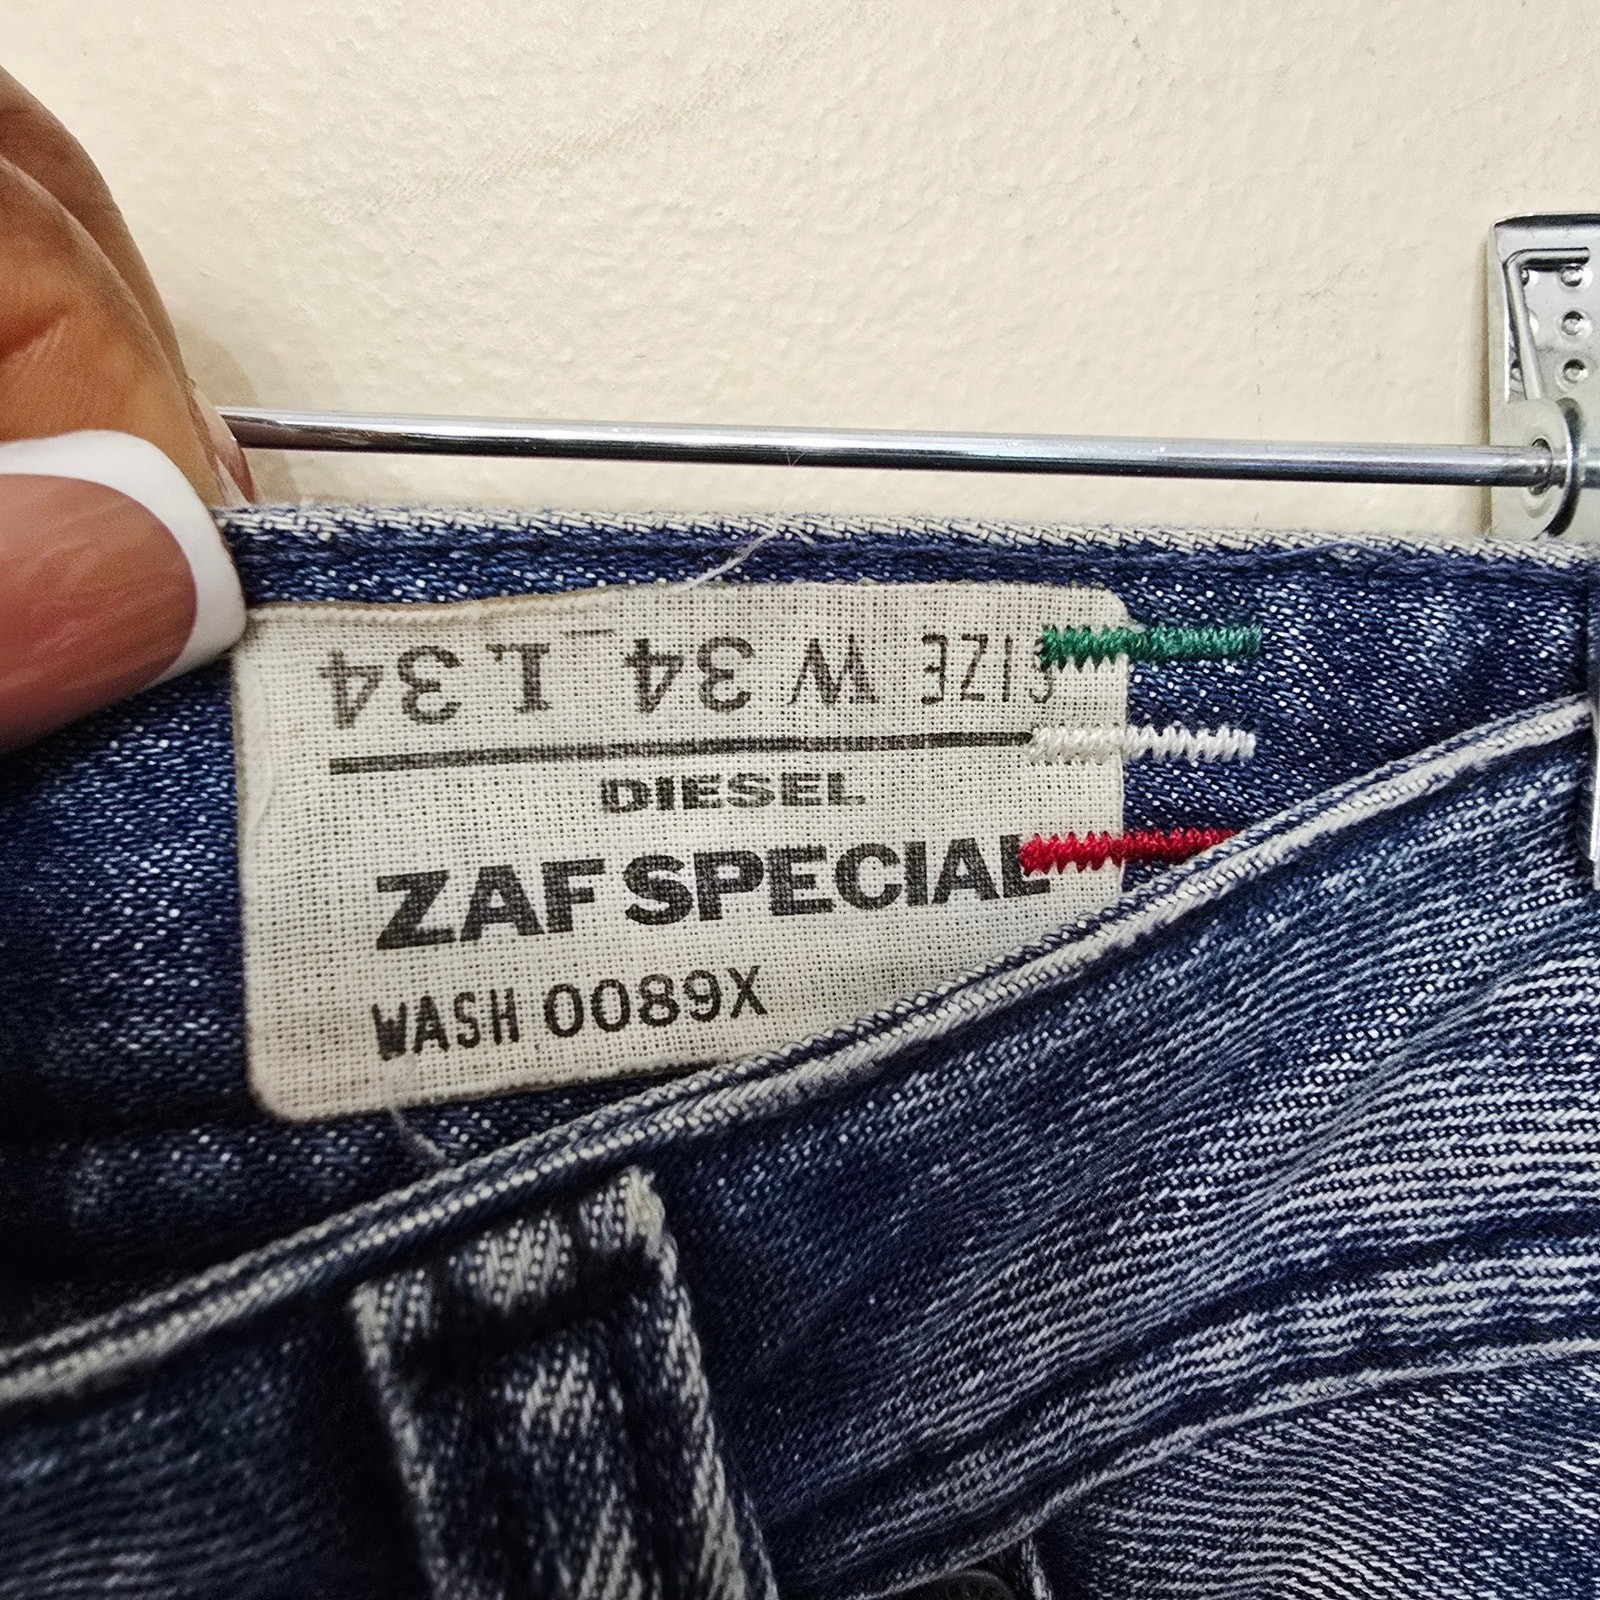 SIZE W 34 L 34
DIESEL
ZAF SPECIAL
WASH 0089X